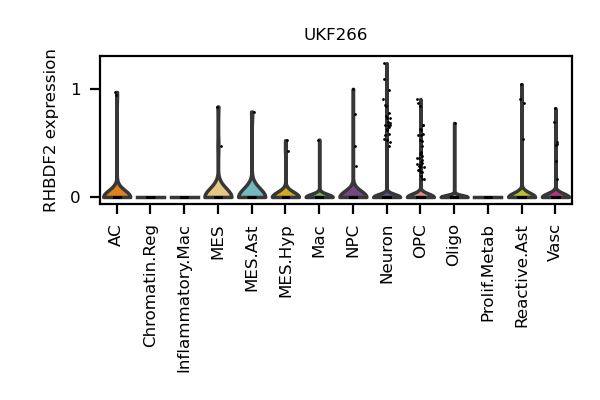 UKF266
RHBDF2 expression
1
0
AC
Chromatin.Reg
Inflammatory.Mac
MES
MES.Ast
MES.Hyp
Mac
NPC
Neuron
OPC
Oligo
Prolif.Metab
Reactive.Ast
Vasc